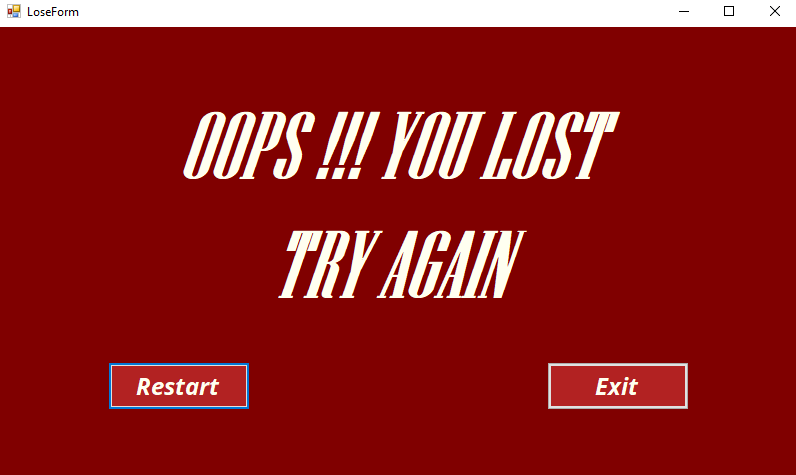 LoseForm
OOPS !!! YOU LOST
TRY AGAIN
Restart
Exit